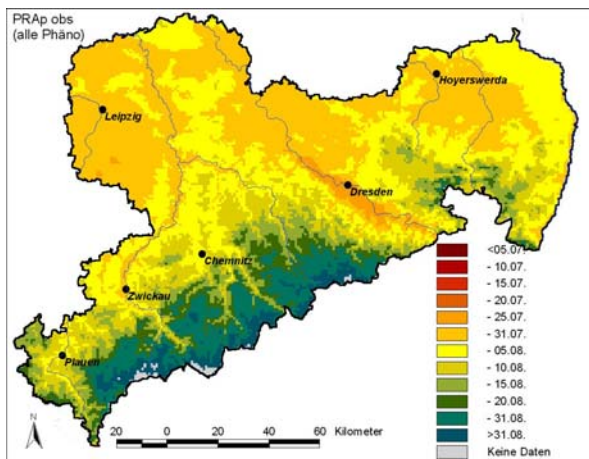 PRAp obs
(alle Phäno)
Hoyerswerda
Leipzig
Dresden
Chemnitz
Zwickau
Plauen
<05.07.
- 10.07.
- 15.07.
- 20.07.
- 25.07.
- 31.07.
- 05.08.
- 10.08.
- 15.08.
- 20.08.
- 31.08.
>31.08.
Keine Daten
N
20 0 20 40 60 Kilometer